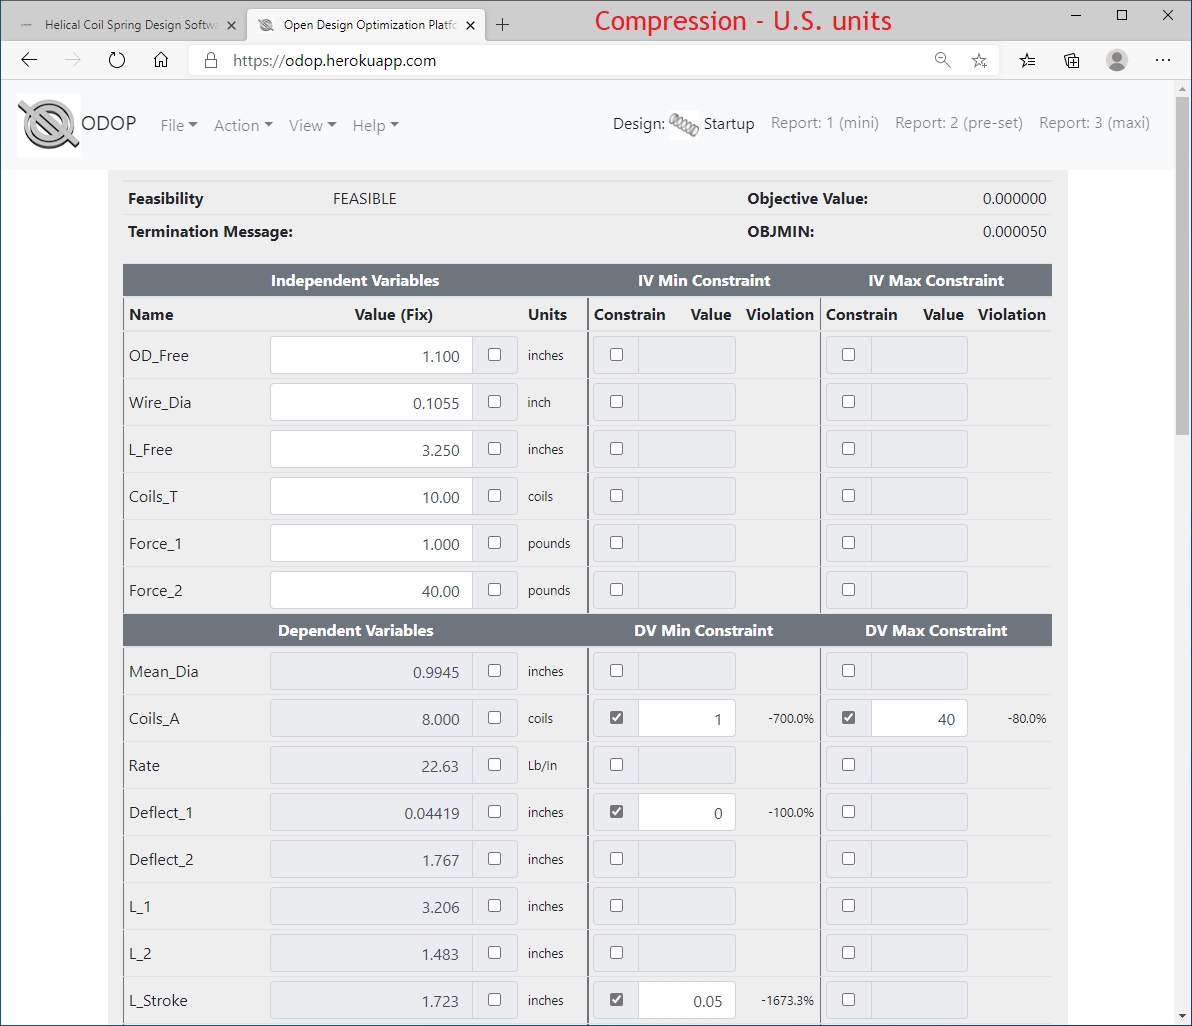 Compression - U.S. units
Helical Coil Spring Design Softwa
Open Design Optimization Platfo
https://odop.herokuapp.com
ODOP File Action View Help Design: Startup Report: 1 (mini) Report: 2 (pre-set) Report: 3 (maxi)
Feasibility FEASIBLE Objective Value: 0.000000
Termination Message: OBJMIN: 0.000050
Independent Variables IV Min Constraint IV Max Constraint
Name Value (Fix) Units Constrain Value Violation Constrain Value Violation
OD_Free 1.100 inches
Wire_Dia 0.1055 inch
L_Free 3.250 inches
Coils_T 10.00 coils
Force_1 1.000 pounds
Force_2 40.00 pounds
Dependent Variables DV Min Constraint DV Max Constraint
Mean_Dia 0.9945 inches
Coils_A 8.000 coils 1 -700.0% 40 -80.0%
Rate 22.63 Lb/In
Deflect_1 0.04419 inches 0 -100.0%
Deflect_2 1.767 inches
L_1 3.206 inches
L_2 1.483 inches
L_Stroke 1.723 inches 0.05 -1673.3%